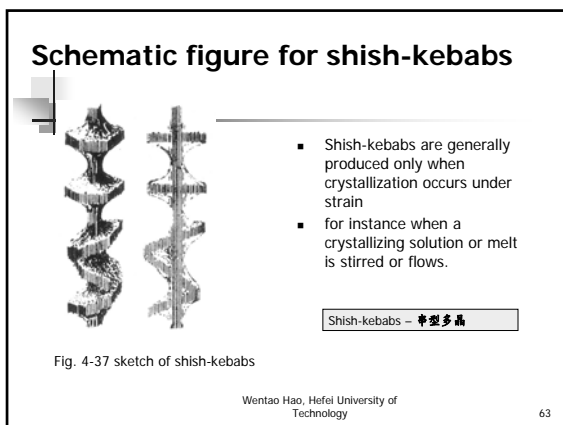 Schematic figure for shish-kebabs
■ Shish-kebabs are generally
produced only when
crystallization occurs under
strain
■ for instance when a
crystallizing solution or melt
is stirred or flows.
Shish-kebabs – 串型多晶
Fig. 4-37 sketch of shish-kebabs
Wentao Hao, Hefei University of
Technology
63